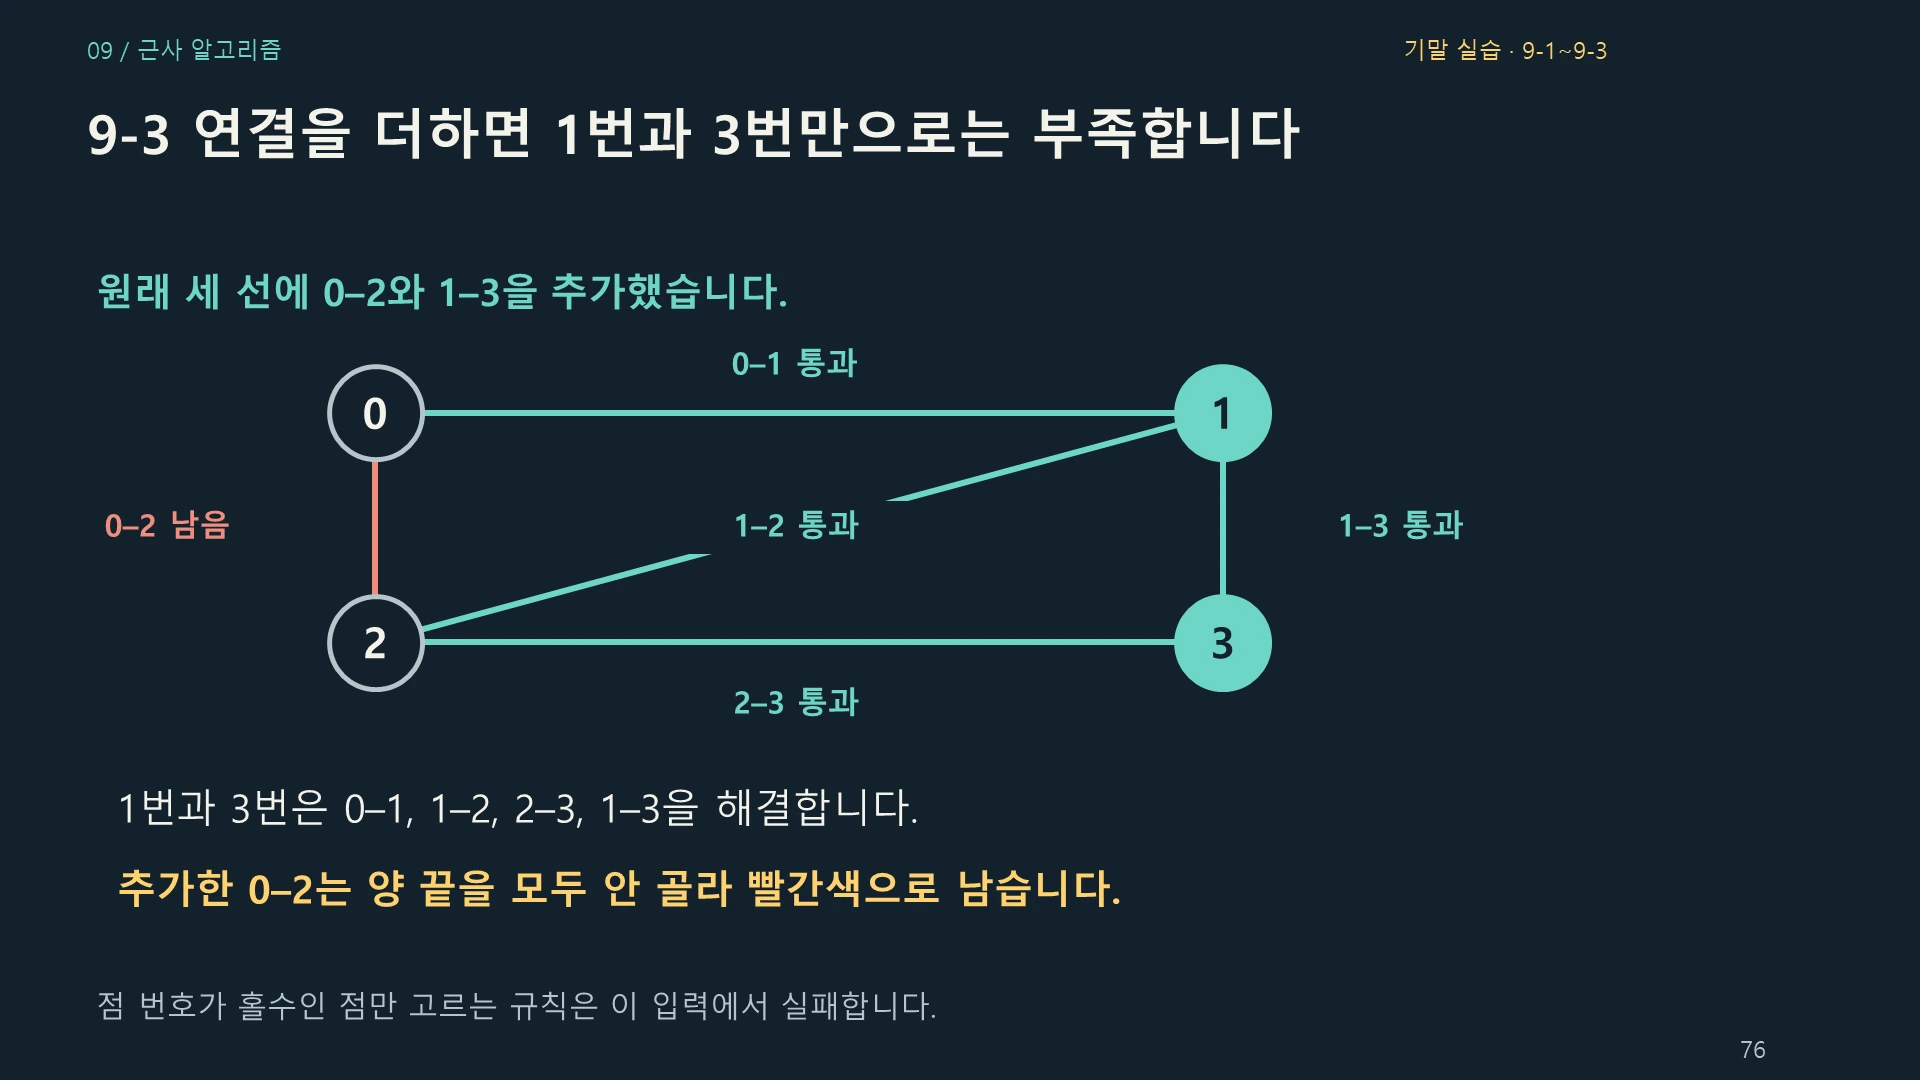 09 / 근사 알고리즘
기말 실습 · 9-1~9-3
9-3 연결을 더하면 1번과 3번만으로는 부족합니다
원래 세 선에 0–2와 1–3을 추가했습니다.
0–1 통과
0
1
0–2 남음
1–2 통과
1–3 통과
2
3
2–3 통과
1번과 3번은 0–1, 1–2, 2–3, 1–3을 해결합니다.
추가한 0–2는 양 끝을 모두 안 골라 빨간색으로 남습니다.
점 번호가 홀수인 점만 고르는 규칙은 이 입력에서 실패합니다.
76